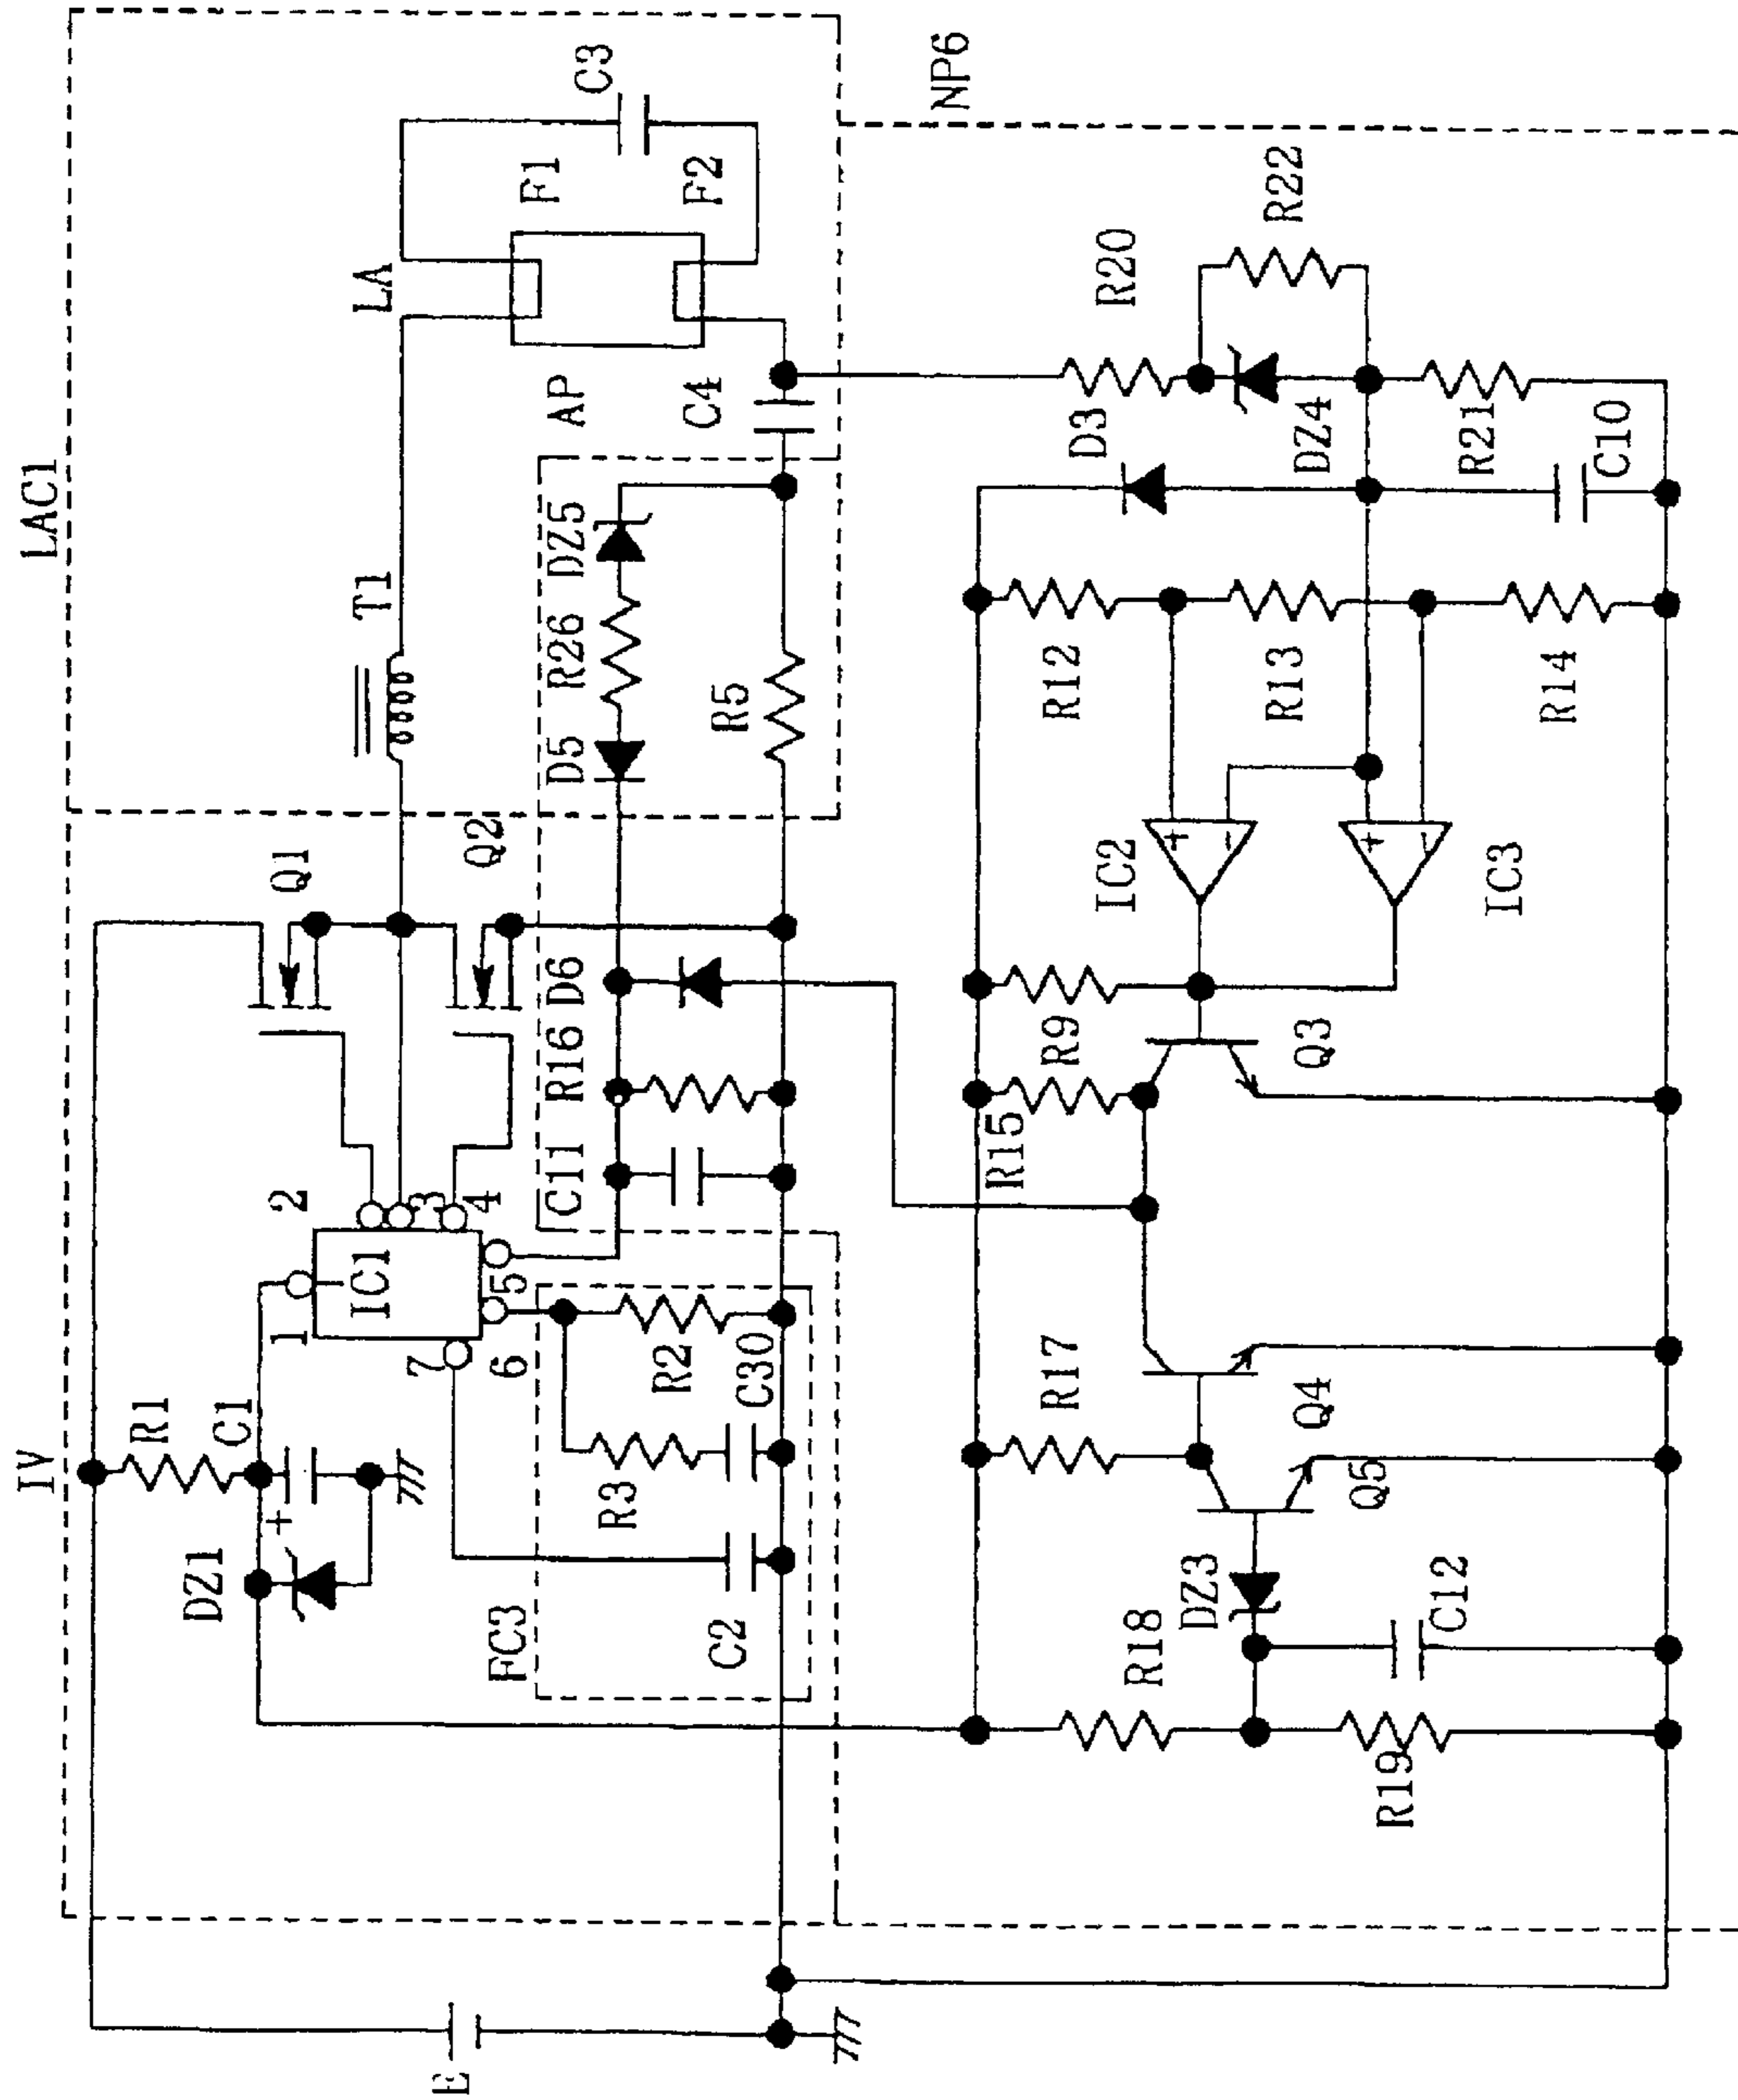 LAC1
IV
NP6
E
R1
C1
+
DZ1
1
2
3
4
5
6
7
IC1
Q1
Q2
T1
LA
F1
F2
C3
AP
C4
DZ5
R26
D5
R5
D6
R16
C11
FC3
R2
C30
R3
C2
R20
R22
D3
DZ4
R21
C10
R12
R13
R14
IC2
+
−
IC3
+
−
R9
R15
Q3
R17
Q4
Q5
DZ3
R18
C12
R19